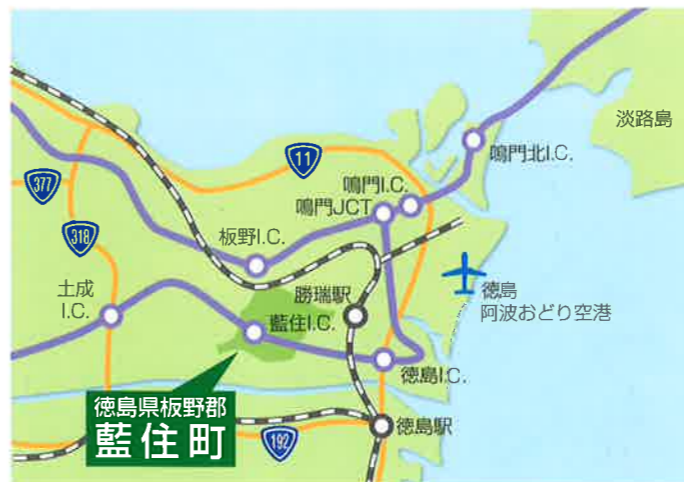 淡路島
鳴門北I.C.
11
鳴門I.C.
鳴門JCT
377
318
板野I.C.
土成
I.C.
勝瑞駅
徳島
阿波おどり空港
藍住I.C.
徳島I.C.
徳島県板野郡
藍住町
192
徳島駅